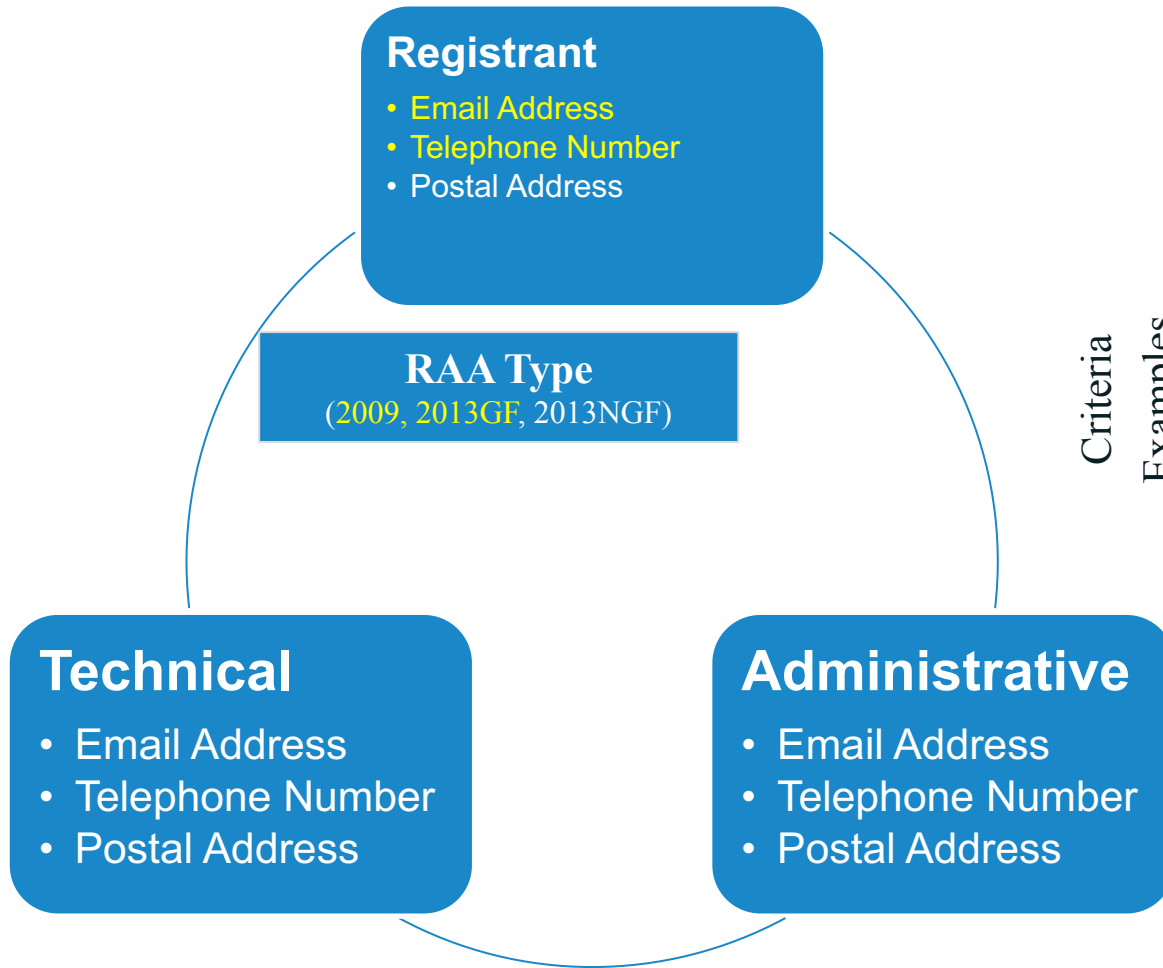 Registrant
• Email Address
• Telephone Number
• Postal Address
RAA Type
(2009, 2013GF, 2013NGF)
Criteria
Examples
Technical
• Email Address
• Telephone Number
• Postal Address
Administrative
• Email Address
• Telephone Number
• Postal Address